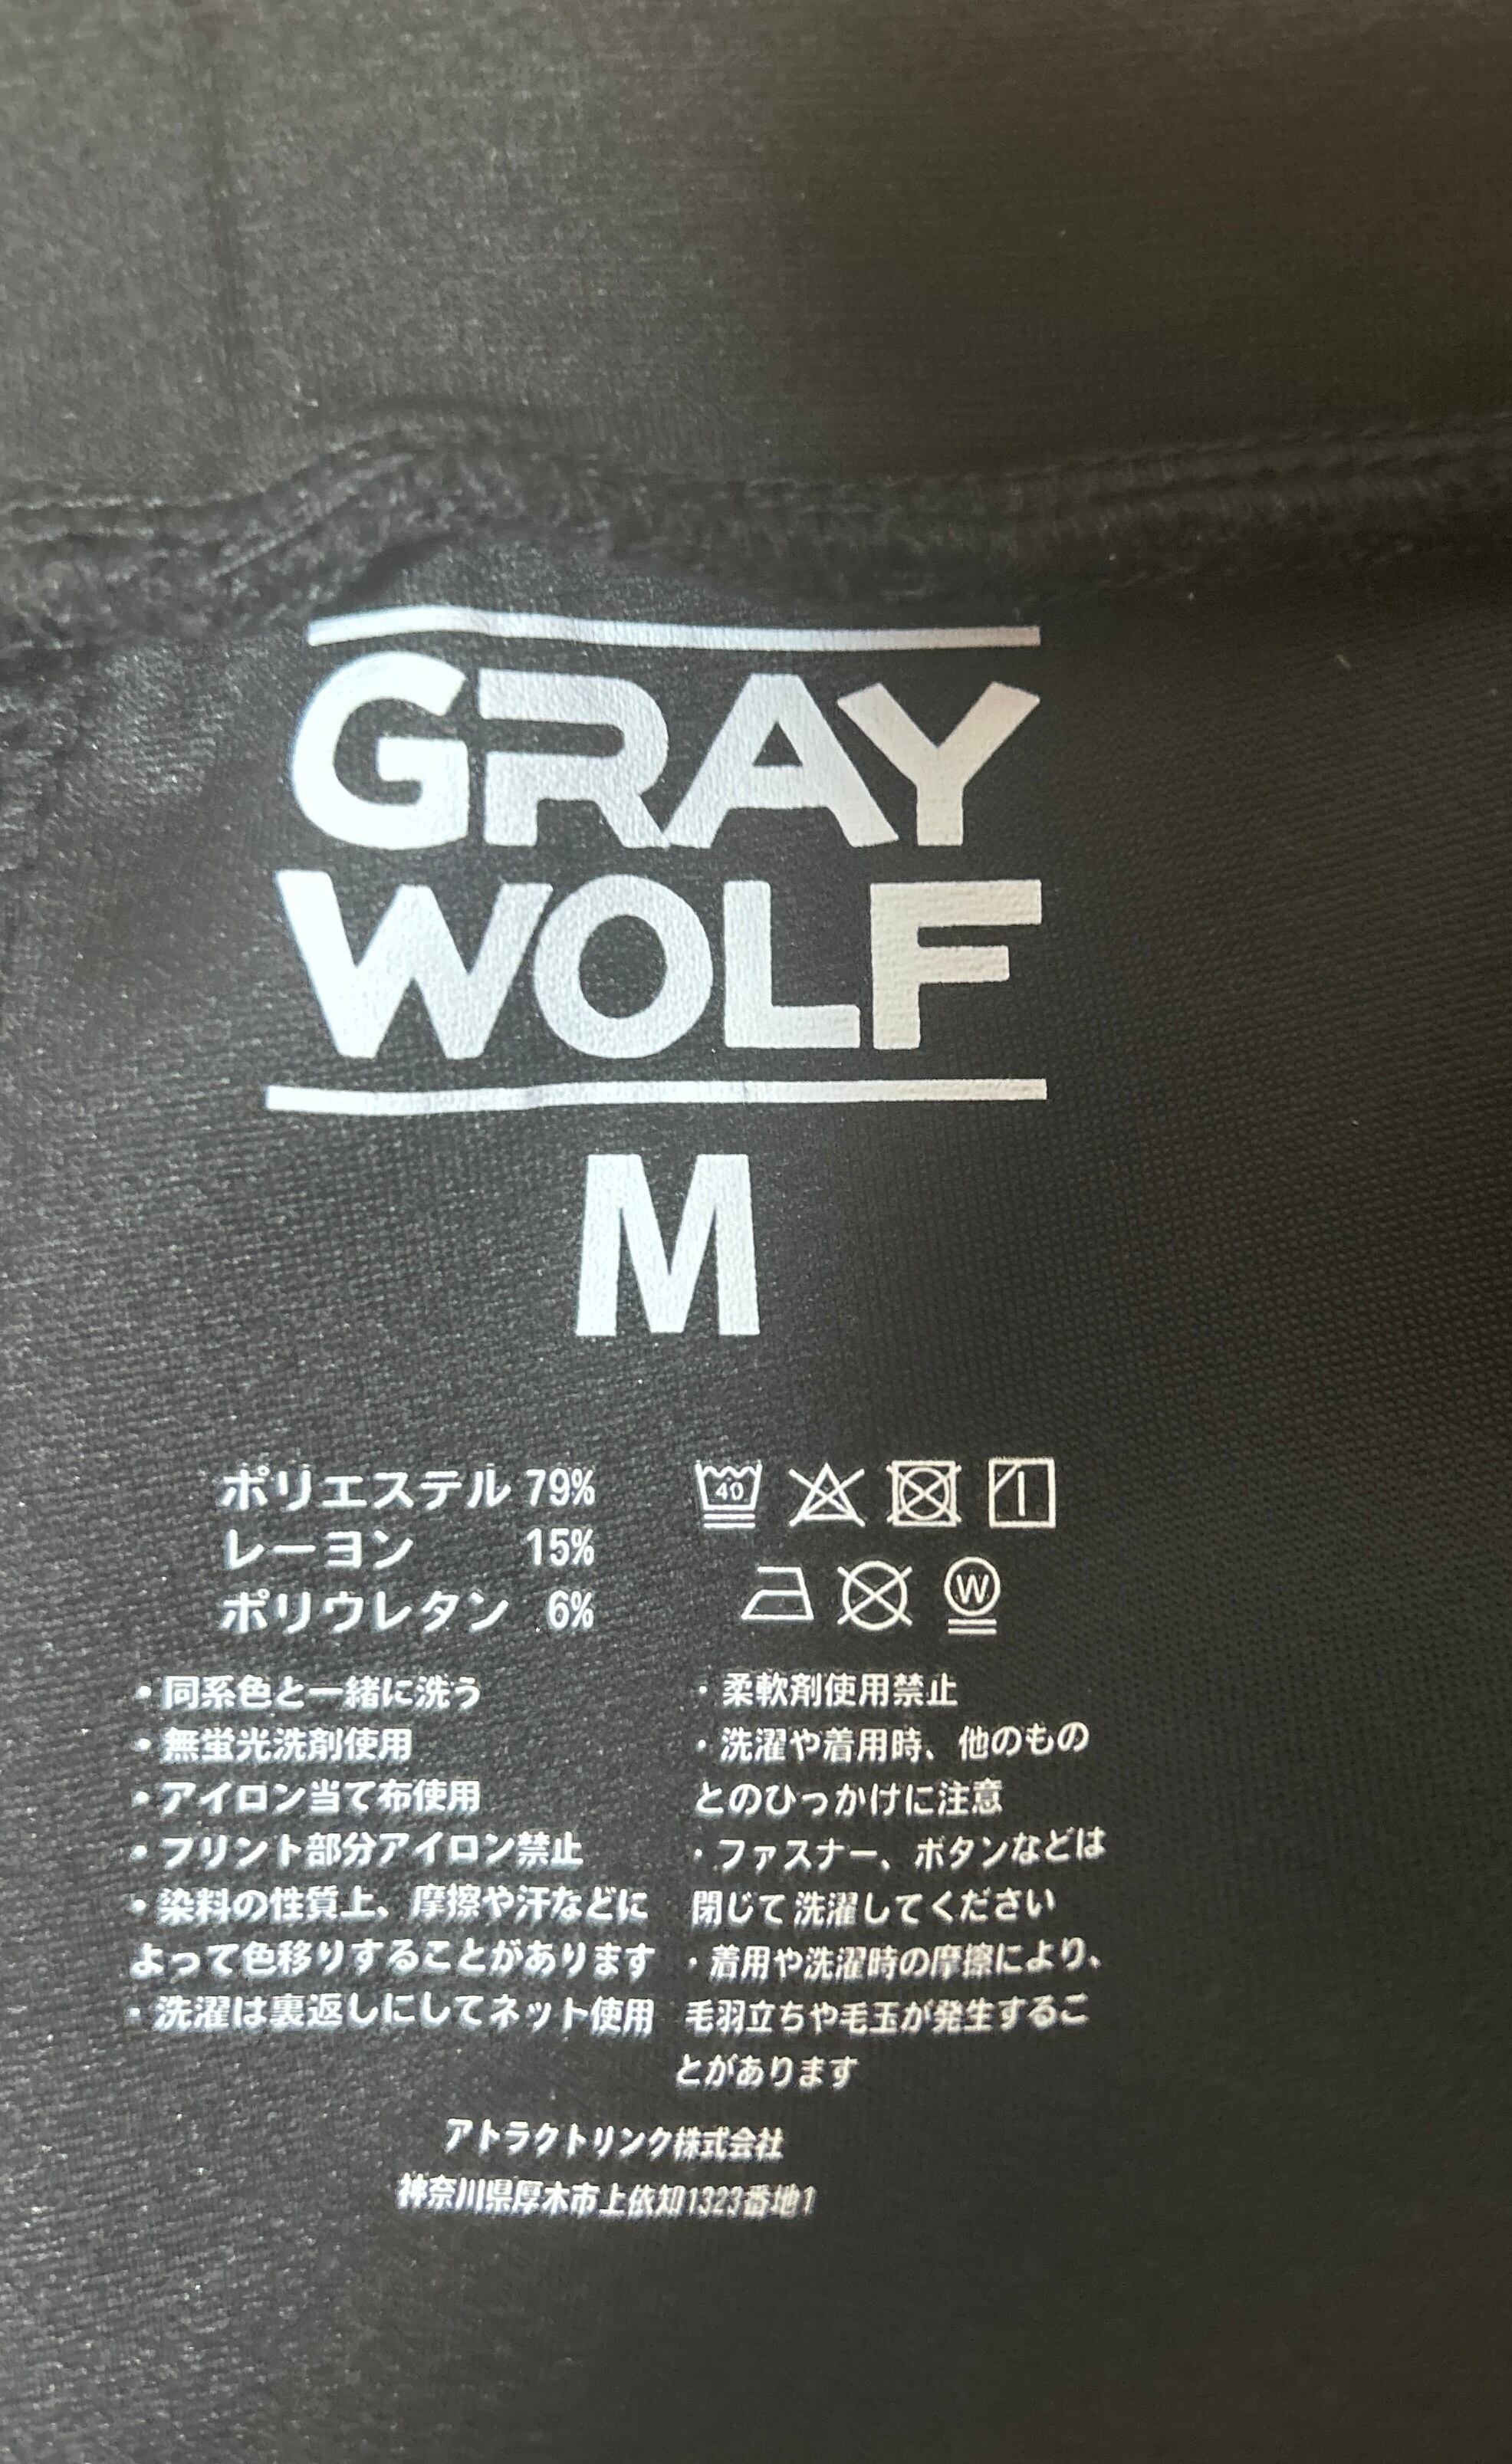 GRAY
WOLF
M
ポリエステル 79%
レーヨン 15%
ポリウレタン 6%
40
W
・同系色と一緒に洗う
・無蛍光洗剤使用
・アイロン当て布使用
・プリント部分アイロン禁止
・染料の性質上、摩擦や汗などに
よって色移りすることがあります
・洗濯は裏返しにしてネット使用
・柔軟剤使用禁止
・洗濯や着用時、他のもの
とのひっかけに注意
・ファスナー、ボタンなどは
閉じて洗濯してください
・着用や洗濯時の摩擦により、
毛羽立ちや毛玉が発生するこ
とがあります
アトラクトリンク株式会社
神奈川県厚木市上依知1323番地1